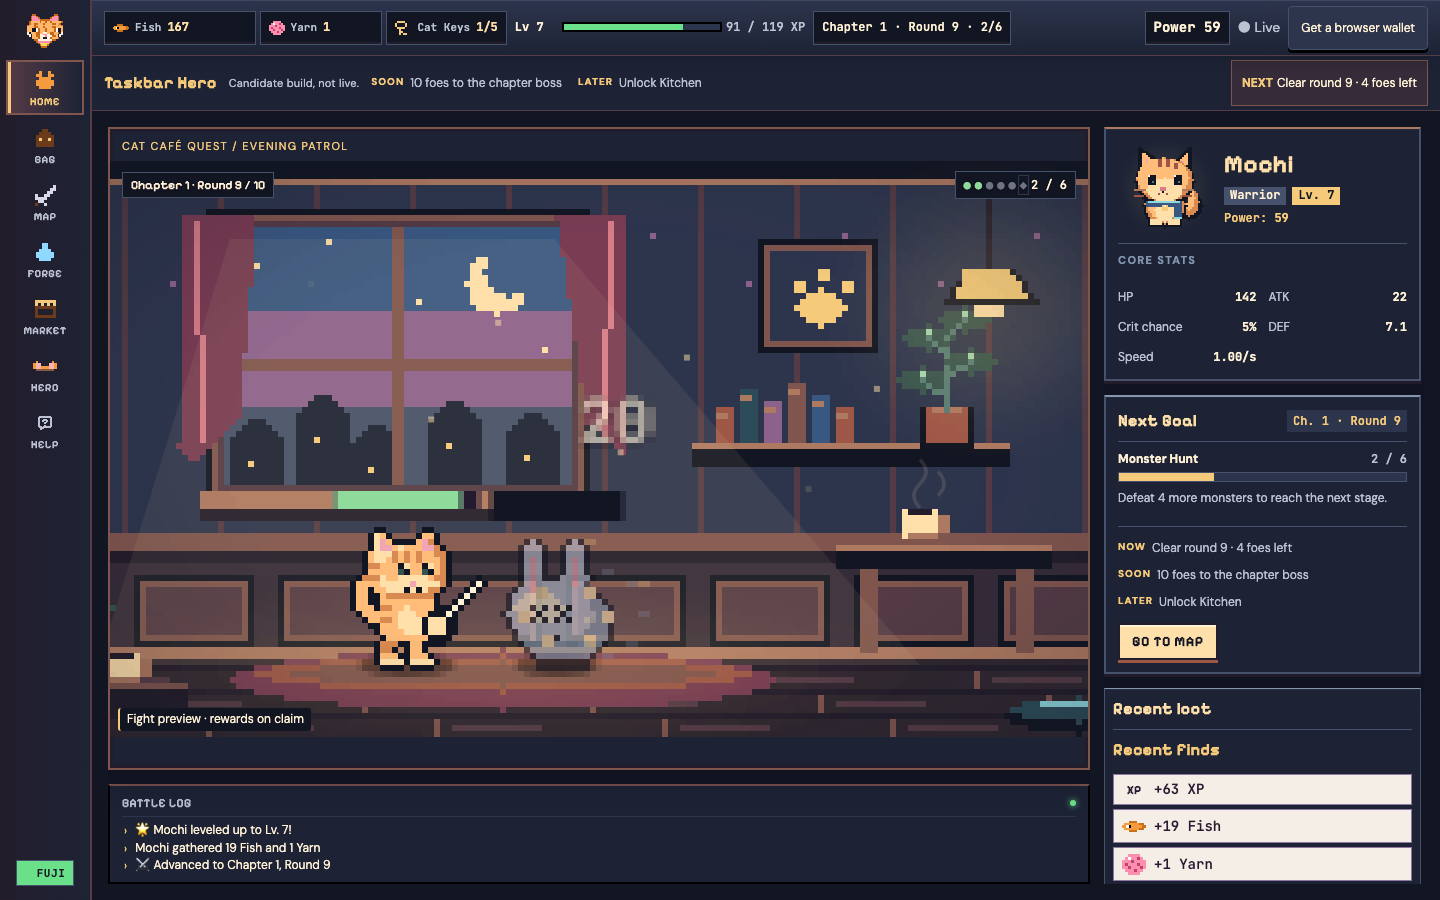 Fish 167
Yarn 1
Cat Keys 1/5
Lv 7
91 / 119 XP
Chapter 1 · Round 9 · 2/6
Power 59
Live
Get a browser wallet
Taskbar Hero
Candidate build, not live.
SOON 10 foes to the chapter boss
LATER Unlock Kitchen
NEXT Clear round 9 · 4 foes left
HOME
BAG
MAP
FORGE
MARKET
HERO
HELP
FUJI
CAT CAFÉ QUEST / EVENING PATROL
Chapter 1 · Round 9 / 10
2 / 6
28
Fight preview · rewards on claim
BATTLE LOG
› 🌟 Mochi leveled up to Lv. 7!
› Mochi gathered 19 Fish and 1 Yarn
› ⚔️ Advanced to Chapter 1, Round 9
Mochi
Warrior Lv. 7
Power: 59
CORE STATS
HP 142 ATK 22
Crit chance 5% DEF 7.1
Speed 1.00/s
Next Goal Ch. 1 · Round 9
Monster Hunt 2 / 6
Defeat 4 more monsters to reach the next stage.
NOW Clear round 9 · 4 foes left
SOON 10 foes to the chapter boss
LATER Unlock Kitchen
GO TO MAP
Recent loot
Recent finds
XP +63 XP
+19 Fish
+1 Yarn